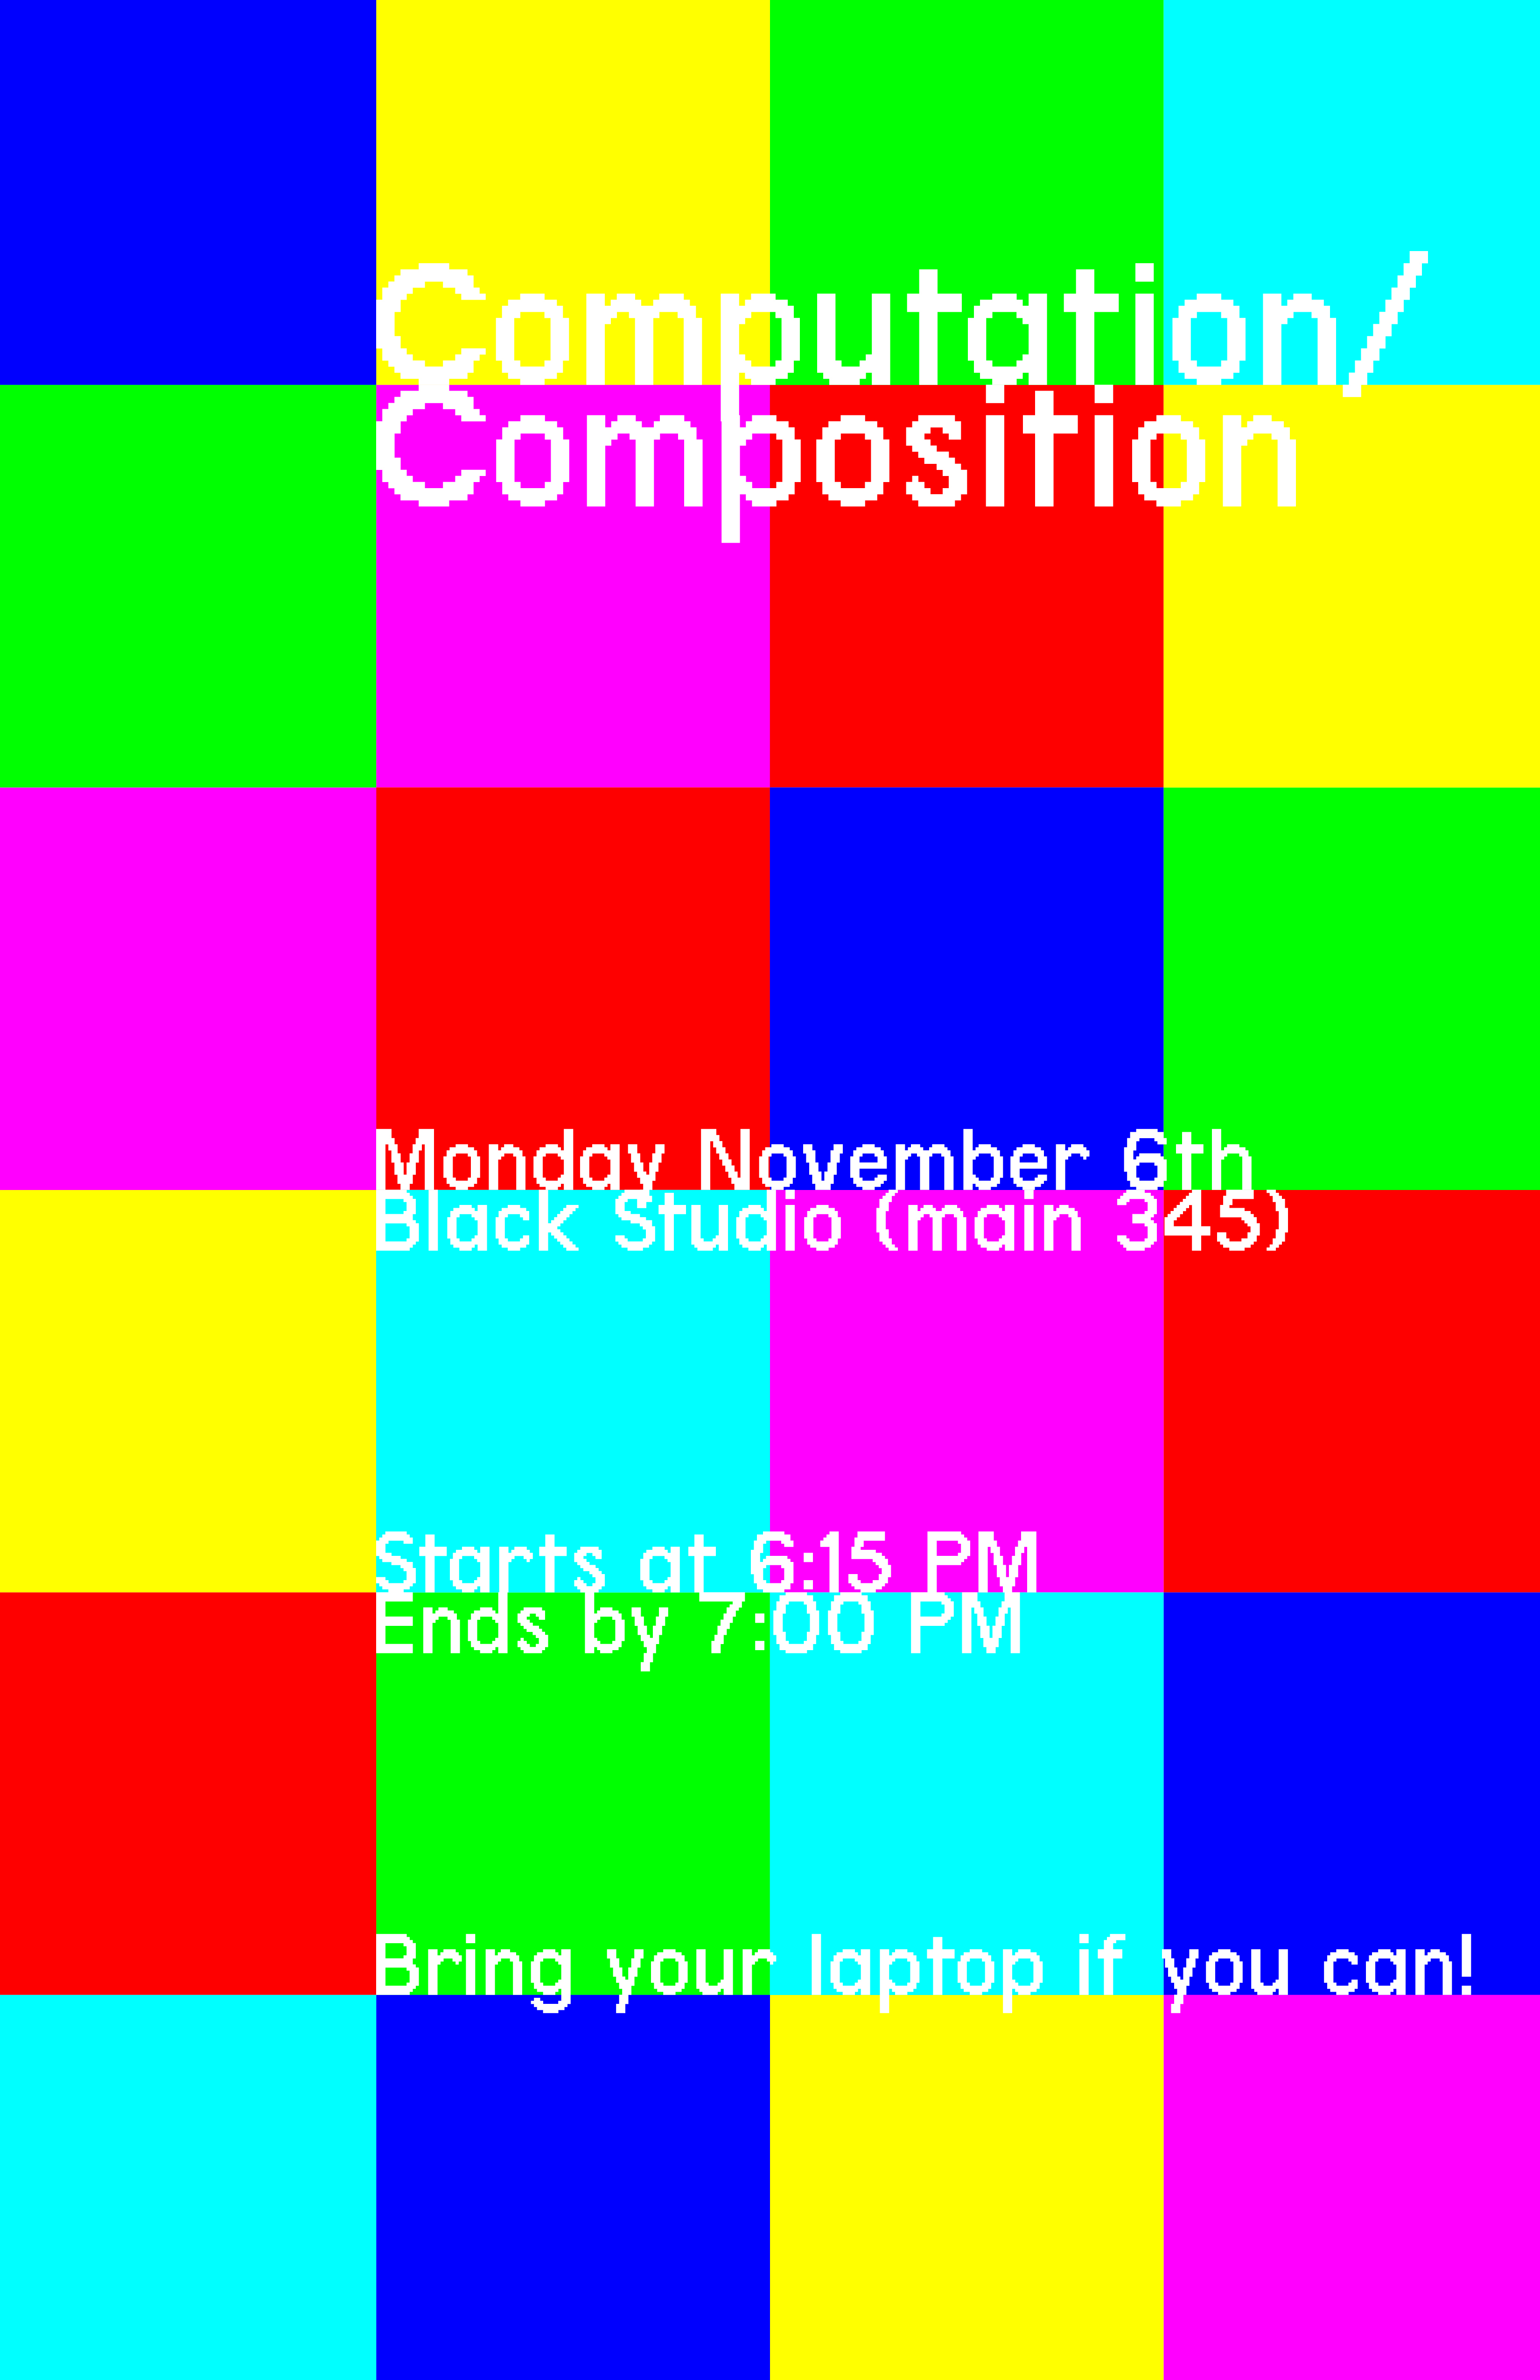 Computation/
Composition
Monday November 6th
Black Studio (main 345)
Starts at 6:15 PM
Ends by 7:00 PM
Bring your laptop if you can!